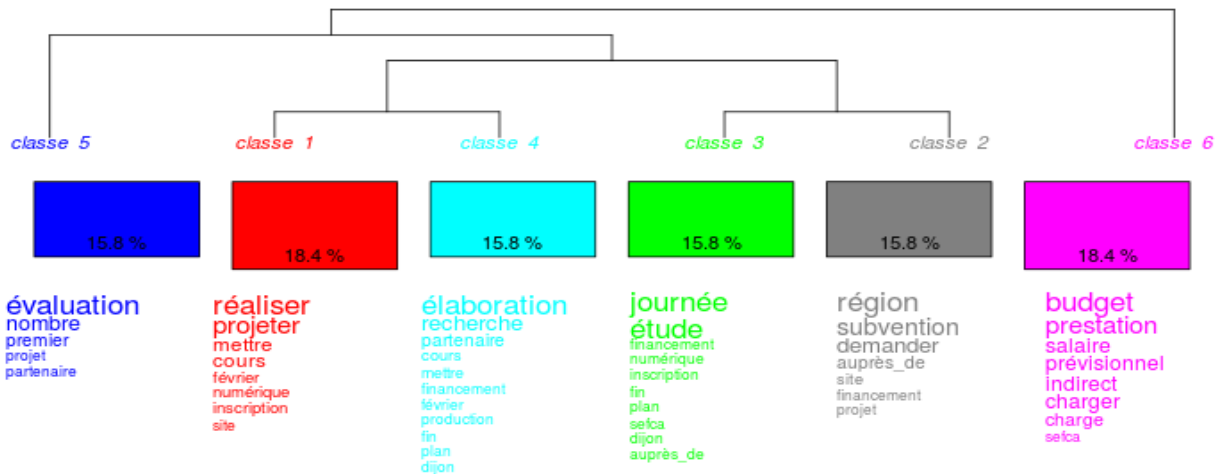 classe 5
classe 1
classe 4
classe 3
classe 2
classe 6
15.8 %
18.4 %
15.8 %
15.8 %
15.8 %
18.4 %
évaluation
nombre
premier
projet
partenaire
réaliser
projeter
mettre
cours
février
numérique
inscription
site
élaboration
recherche
partenaire
cours
mettre
financement
février
production
fin
plan
dijon
journée
étude
financement
numérique
inscription
fin
plan
sefca
dijon
auprès_de
région
subvention
demander
auprès_de
site
financement
projet
budget
prestation
salaire
prévisionnel
indirect
charger
charge
sefca